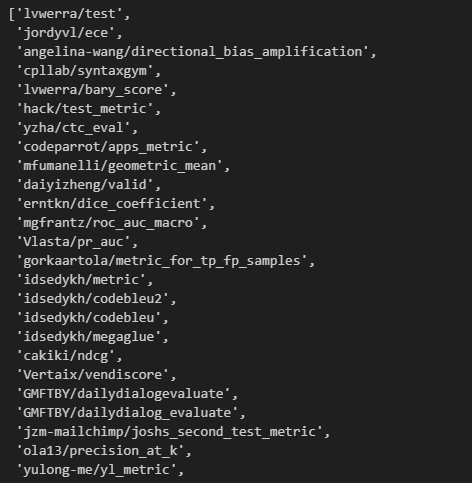 ['lvwerra/test',
'jordyvl/ece',
'angelina-wang/directional_bias_amplification',
'cpllab/syntaxgym',
'lvwerra/bary_score',
'hack/test_metric',
'yzha/ctc_eval',
'codeparrot/apps_metric',
'mfumanelli/geometric_mean',
'daiyizheng/valid',
'erntkn/dice_coefficient',
'mgfrantz/roc_auc_macro',
'Vlasta/pr_auc',
'gorkaartola/metric_for_tp_fp_samples',
'idsedykh/metric',
'idsedykh/codebleu2',
'idsedykh/codebleu',
'idsedykh/megaglue',
'cakiki/ndcg',
'Vertaix/vendiscore',
'GMFTBY/dailydialogevaluate',
'GMFTBY/dailydialog_evaluate',
'jzm-mailchimp/joshs_second_test_metric',
'ola13/precision_at_k',
'yulong-me/yl_metric',